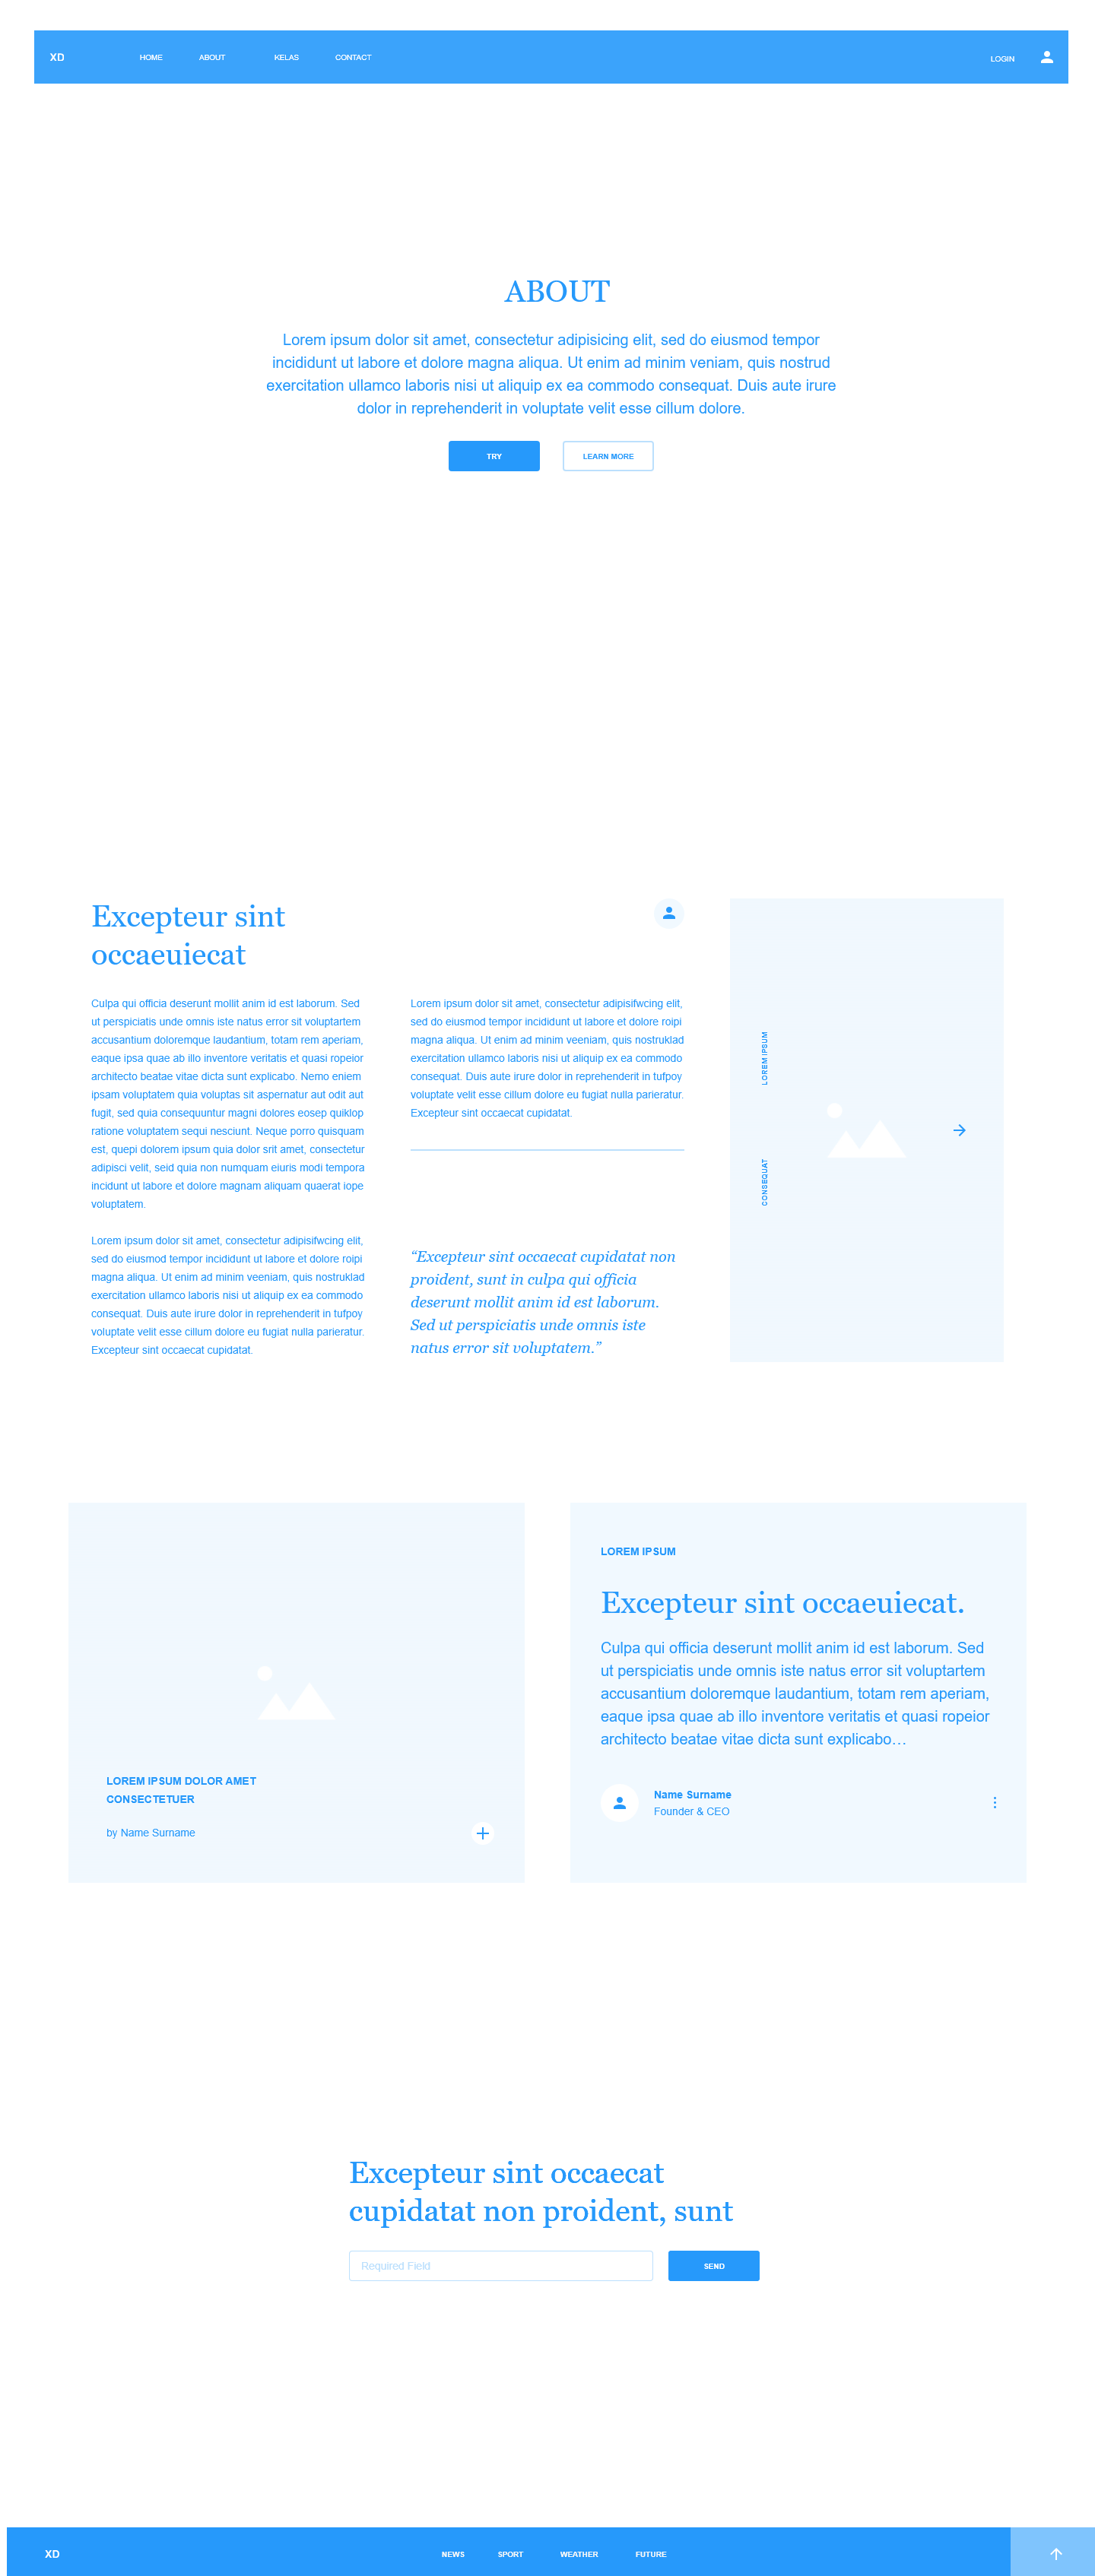 XD
HOME
ABOUT
KELAS
CONTACT
LOGIN
ABOUT
Lorem ipsum dolor sit amet, consectetur adipisicing elit, sed do eiusmod tempor
incididunt ut labore et dolore magna aliqua. Ut enim ad minim veniam, quis nostrud
exercitation ullamco laboris nisi ut aliquip ex ea commodo consequat. Duis aute irure
dolor in reprehenderit in voluptate velit esse cillum dolore.
TRY
LEARN MORE
Excepteur sint
occaeuiecat
Culpa qui officia deserunt mollit anim id est laborum. Sed
ut perspiciatis unde omnis iste natus error sit voluptartem
accusantium doloremque laudantium, totam rem aperiam,
eaque ipsa quae ab illo inventore veritatis et quasi ropeior
architecto beatae vitae dicta sunt explicabo. Nemo eniem
ipsam voluptatem quia voluptas sit aspernatur aut odit aut
fugit, sed quia consequuntur magni dolores eosep quiklop
ratione voluptatem sequi nesciunt. Neque porro quisquam
est, quepi dolorem ipsum quia dolor srit amet, consectetur
adipisci velit, seid quia non numquam eiuris modi tempora
incidunt ut labore et dolore magnam aliquam quaerat iope
voluptatem.
Lorem ipsum dolor sit amet, consectetur adipisifwcing elit,
sed do eiusmod tempor incididunt ut labore et dolore roipi
magna aliqua. Ut enim ad minim veeniam, quis nostruklad
exercitation ullamco laboris nisi ut aliquip ex ea commodo
consequat. Duis aute irure dolor in reprehenderit in tufpoy
voluptate velit esse cillum dolore eu fugiat nulla parieratur.
Excepteur sint occaecat cupidatat.
Lorem ipsum dolor sit amet, consectetur adipisifwcing elit,
sed do eiusmod tempor incididunt ut labore et dolore roipi
magna aliqua. Ut enim ad minim veeniam, quis nostruklad
exercitation ullamco laboris nisi ut aliquip ex ea commodo
consequat. Duis aute irure dolor in reprehenderit in tufpoy
voluptate velit esse cillum dolore eu fugiat nulla parieratur.
Excepteur sint occaecat cupidatat.
“Excepteur sint occaecat cupidatat non
proident, sunt in culpa qui officia
deserunt mollit anim id est laborum.
Sed ut perspiciatis unde omnis iste
natus error sit voluptatem.”
LOREM IPSUM
CONSEQUAT
LOREM IPSUM DOLOR AMET
CONSECTETUER
by Name Surname
LOREM IPSUM
Excepteur sint occaeuiecat.
Culpa qui officia deserunt mollit anim id est laborum. Sed
ut perspiciatis unde omnis iste natus error sit voluptartem
accusantium doloremque laudantium, totam rem aperiam,
eaque ipsa quae ab illo inventore veritatis et quasi ropeior
architecto beatae vitae dicta sunt explicabo…
Name Surname
Founder & CEO
Excepteur sint occaecat
cupidatat non proident, sunt
Required Field
SEND
XD
NEWS
SPORT
WEATHER
FUTURE